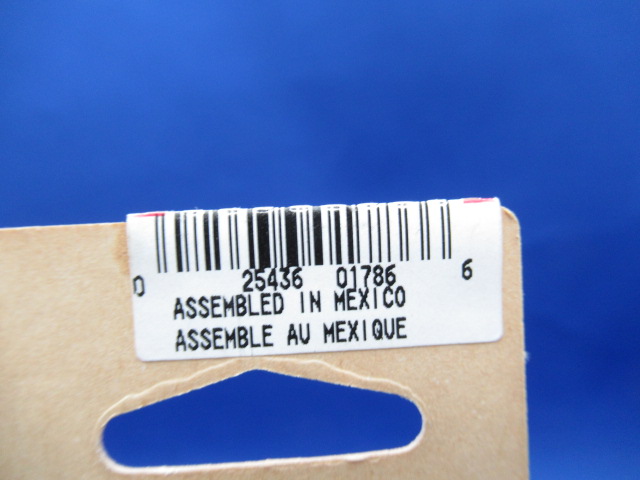 0 25436 01786 6
ASSEMBLED IN MEXICO
ASSEMBLE AU MEXIQUE